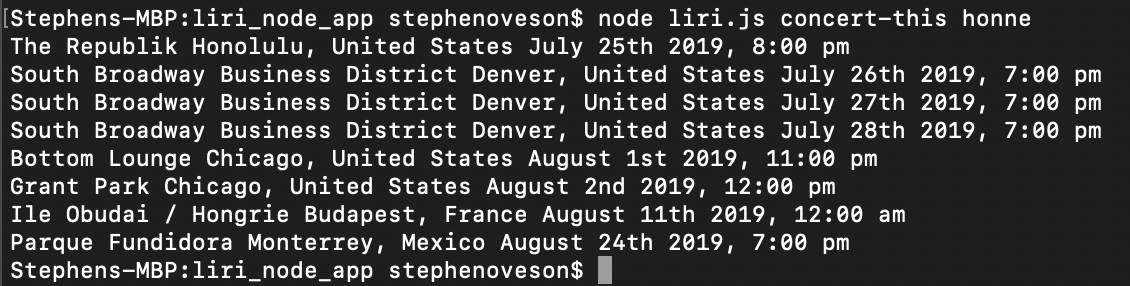 Stephens-MBP:liri_node_app stephenoveson$ node liri.js concert-this honne
The Republik Honolulu, United States July 25th 2019, 8:00 pm
South Broadway Business District Denver, United States July 26th 2019, 7:00 pm
South Broadway Business District Denver, United States July 27th 2019, 7:00 pm
South Broadway Business District Denver, United States July 28th 2019, 7:00 pm
Bottom Lounge Chicago, United States August 1st 2019, 11:00 pm
Grant Park Chicago, United States August 2nd 2019, 12:00 pm
Ile Obudai / Hongrie Budapest, France August 11th 2019, 12:00 am
Parque Fundidora Monterrey, Mexico August 24th 2019, 7:00 pm
Stephens-MBP:liri_node_app stephenoveson$